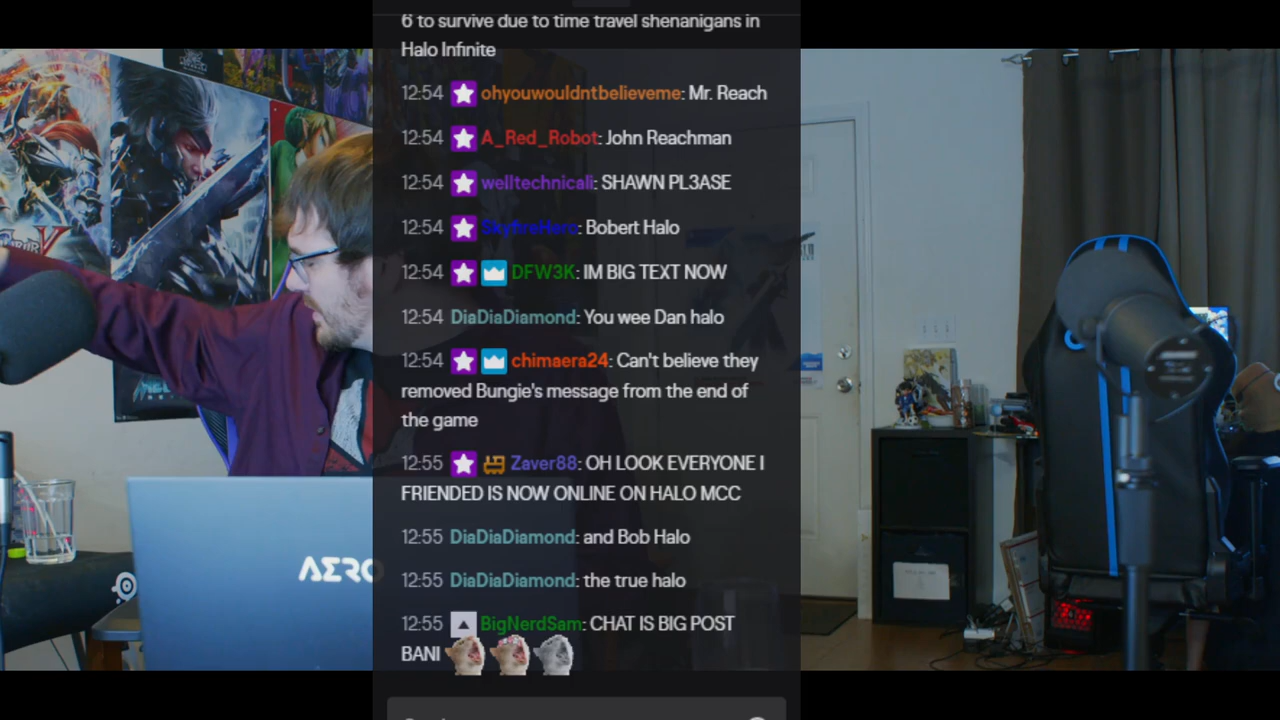 6 to survive due to time travel shenanigans in
Halo Infinite
12:54 ohyouwouldntbelieveme: Mr. Reach
12:54 A_Red_Robot: John Reachman
12:54 welltechnicali: SHAWN PL3ASE
12:54 SkyfireHero: Bobert Halo
12:54 DFW3K: IM BIG TEXT NOW
12:54 DiaDiaDiamond: You wee Dan halo
12:54 chimaera24: Can't believe they
removed Bungie's message from the end of
the game
12:55 Zaver88: OH LOOK EVERYONE I
FRIENDED IS NOW ONLINE ON HALO MCC
12:55 DiaDiaDiamond: and Bob Halo
12:55 DiaDiaDiamond: the true halo
12:55 BigNerdSam: CHAT IS BIG POST
BANI
AERO